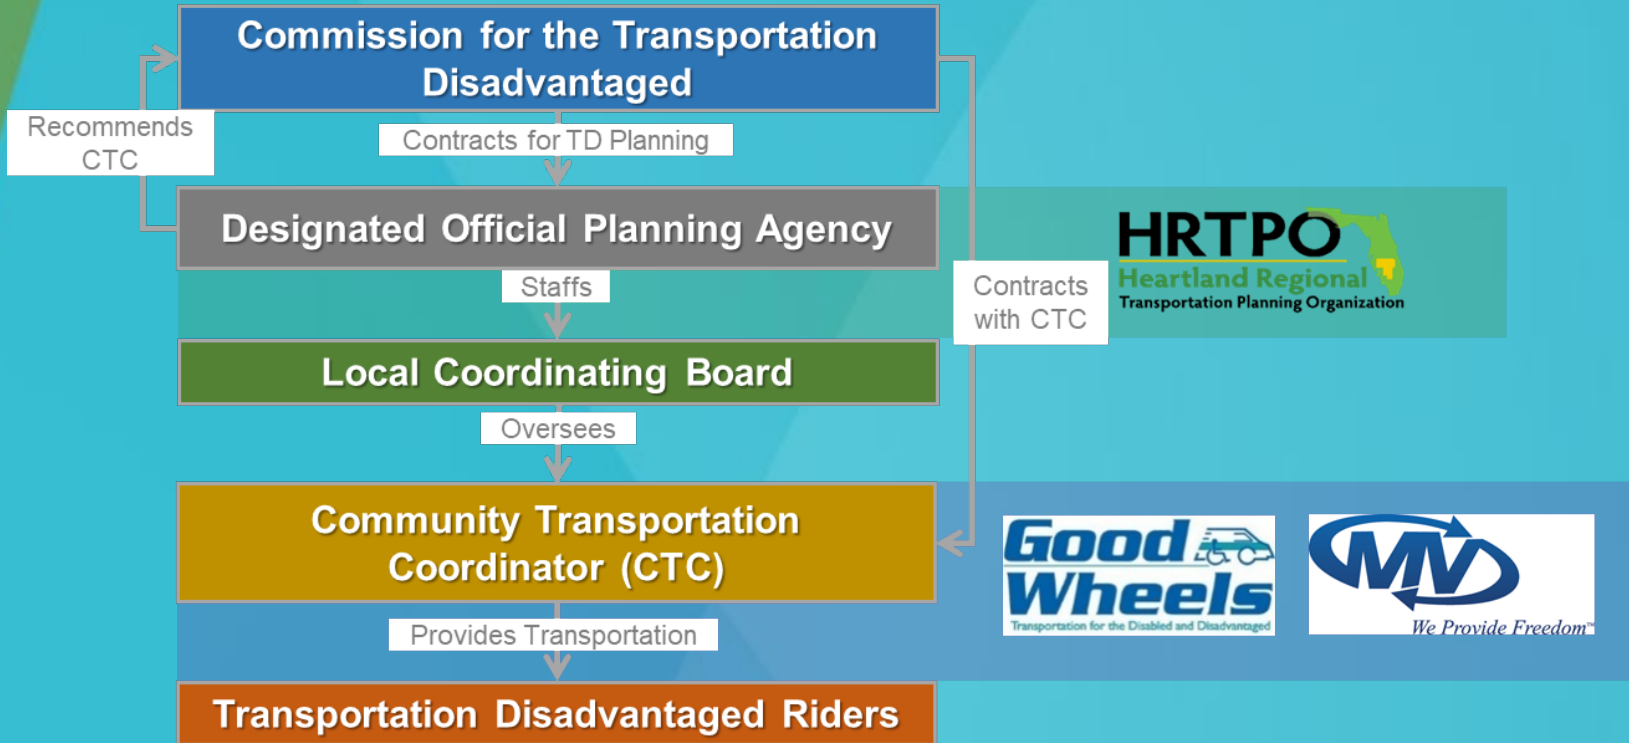 Commission for the Transportation
Disadvantaged
Recommends
CTC
Contracts for TD Planning
Designated Official Planning Agency
HRTPO
Heartland Regional
Transportation Planning Organization
Staffs
Contracts
with CTC
Local Coordinating Board
Oversees
Community Transportation
Coordinator (CTC)
Good
Wheels
Transportation for the Disabled and Disadvantaged
MV
We Provide Freedom™
Provides Transportation
Transportation Disadvantaged Riders